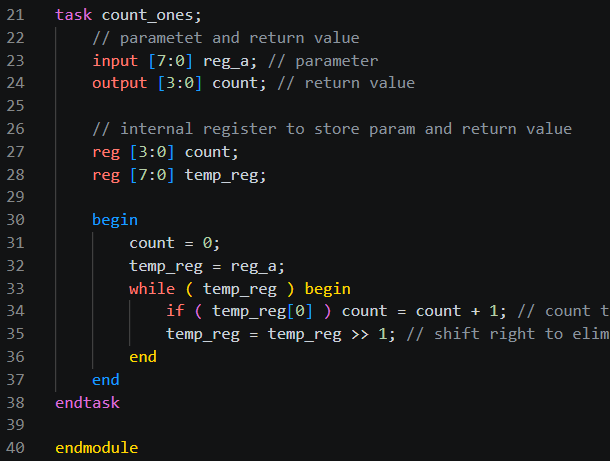 21 task count_ones;
22 // parametet and return value
23 input [7:0] reg_a; // parameter
24 output [3:0] count; // return value
25
26 // internal register to store param and return value
27 reg [3:0] count;
28 reg [7:0] temp_reg;
29
30 begin
31 count = 0;
32 temp_reg = reg_a;
33 while ( temp_reg ) begin
34 if ( temp_reg[0] ) count = count + 1; // count t
35 temp_reg = temp_reg >> 1; // shift right to elim
36 end
37 end
38 endtask
39
40 endmodule